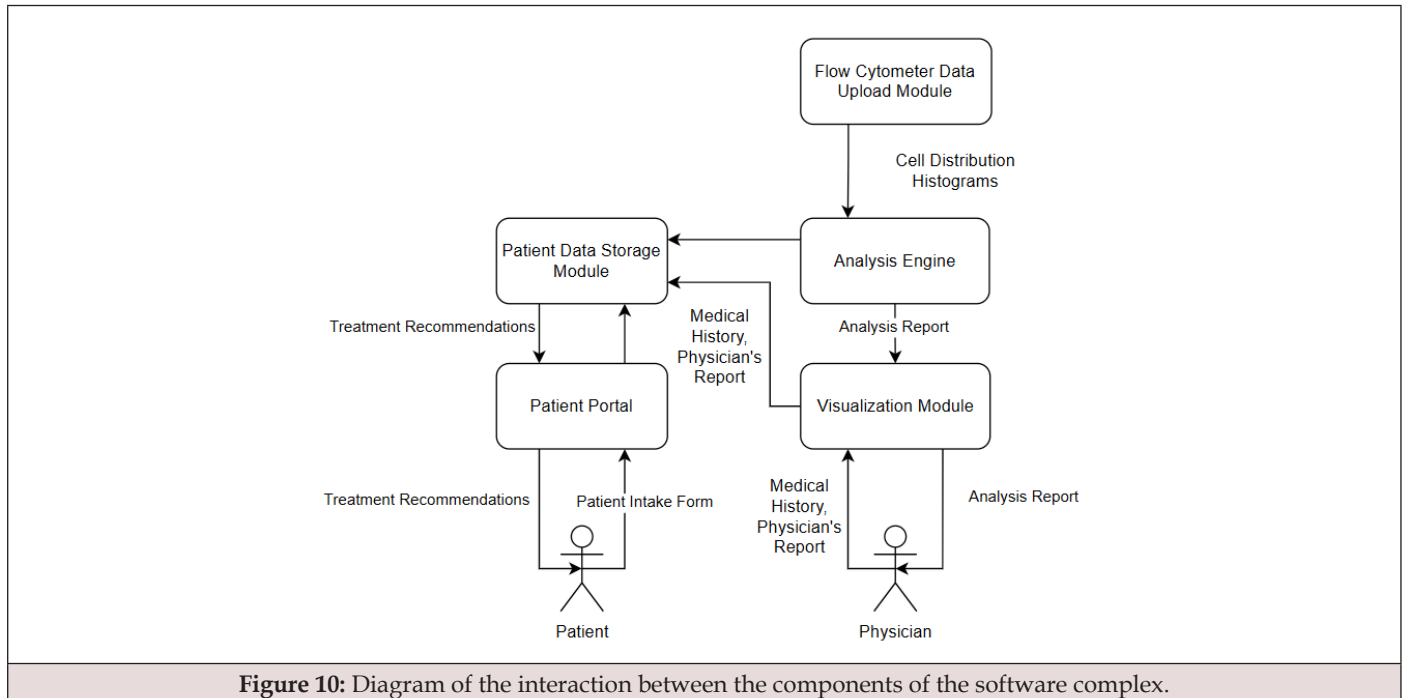 Flow Cytometer Data
Upload Module
Cell Distribution
Histograms
Patient Data Storage
Module
Analysis Engine
Treatment Recommendations
Medical
History,
Physician's
Report
Analysis Report
Patient Portal
Visualization Module
Treatment Recommendations
Patient Intake Form
Medical
History,
Physician's
Report
Analysis Report
Patient
Physician
Figure 10: Diagram of the interaction between the components of the software complex.